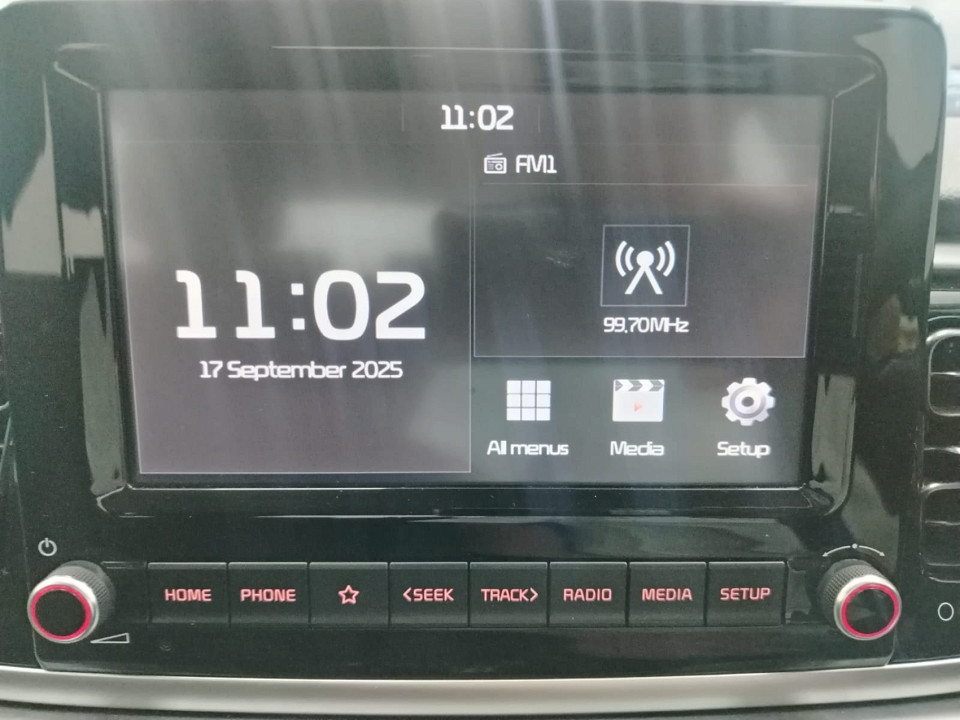 11:02
FM1
11:02
17 September 2025
99.70MHz
All menus
Media
Setup
HOME
PHONE
<SEEK
TRACK>
RADIO
MEDIA
SETUP